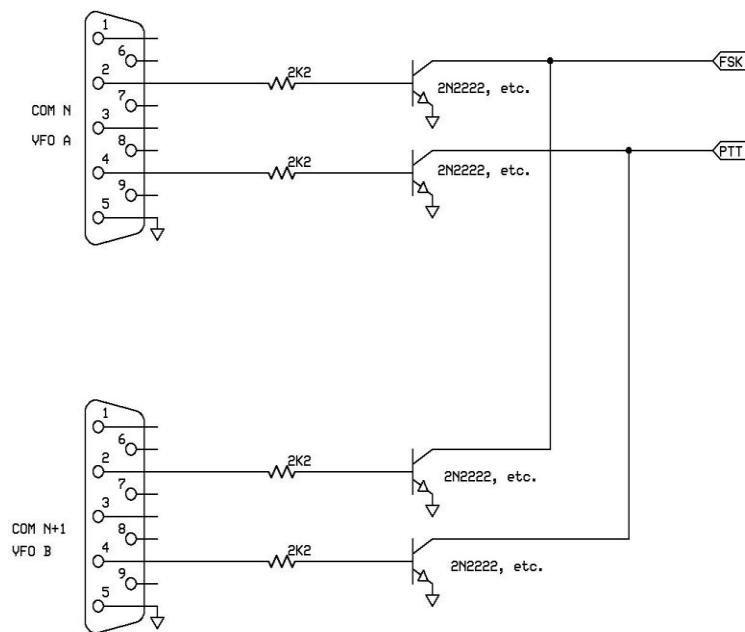 1
6
2
7
3
8
4
9
5
COM N
VFO A
2K2
2N2222, etc.
FSK
2K2
2N2222, etc.
PTT
1
6
2
7
3
8
4
9
5
COM N+1
VFO B
2K2
2N2222, etc.
2K2
2N2222, etc.